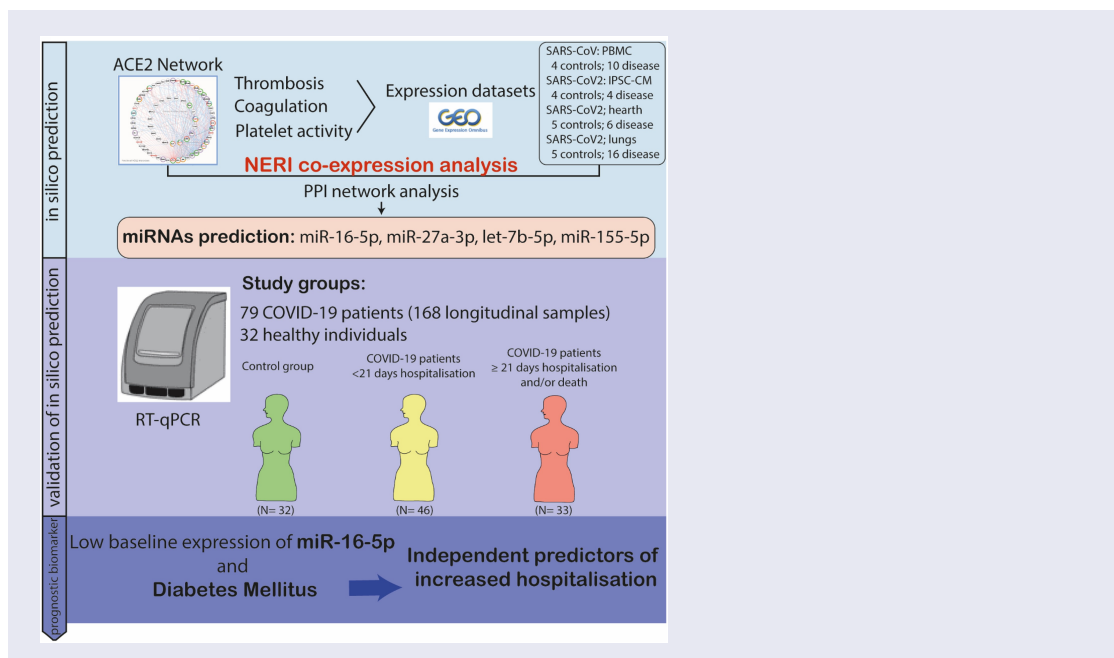 in silico prediction
ACE2 Network
Thrombosis
Coagulation
Platelet activity
Expression datasets
GEO
Gene Expression Omnibus
SARS-CoV: PBMC
4 controls; 10 disease
SARS-CoV2: IPSC-CM
4 controls; 4 disease
SARS-CoV2; hearth
5 controls; 6 disease
SARS-CoV2; lungs
5 controls; 16 disease
NERI co-expression analysis
PPI network analysis
miRNAs prediction: miR-16-5p, miR-27a-3p, let-7b-5p, miR-155-5p
validation of in silico prediction
RT-qPCR
Study groups:
79 COVID-19 patients (168 longitudinal samples)
32 healthy individuals
Control group
(N= 32)
COVID-19 patients
<21 days hospitalisation
(N= 46)
COVID-19 patients
≥ 21 days hospitalisation
and/or death
(N= 33)
prognostic biomarker
Low baseline expression of miR-16-5p
and
Diabetes Mellitus
Independent predictors of
increased hospitalisation